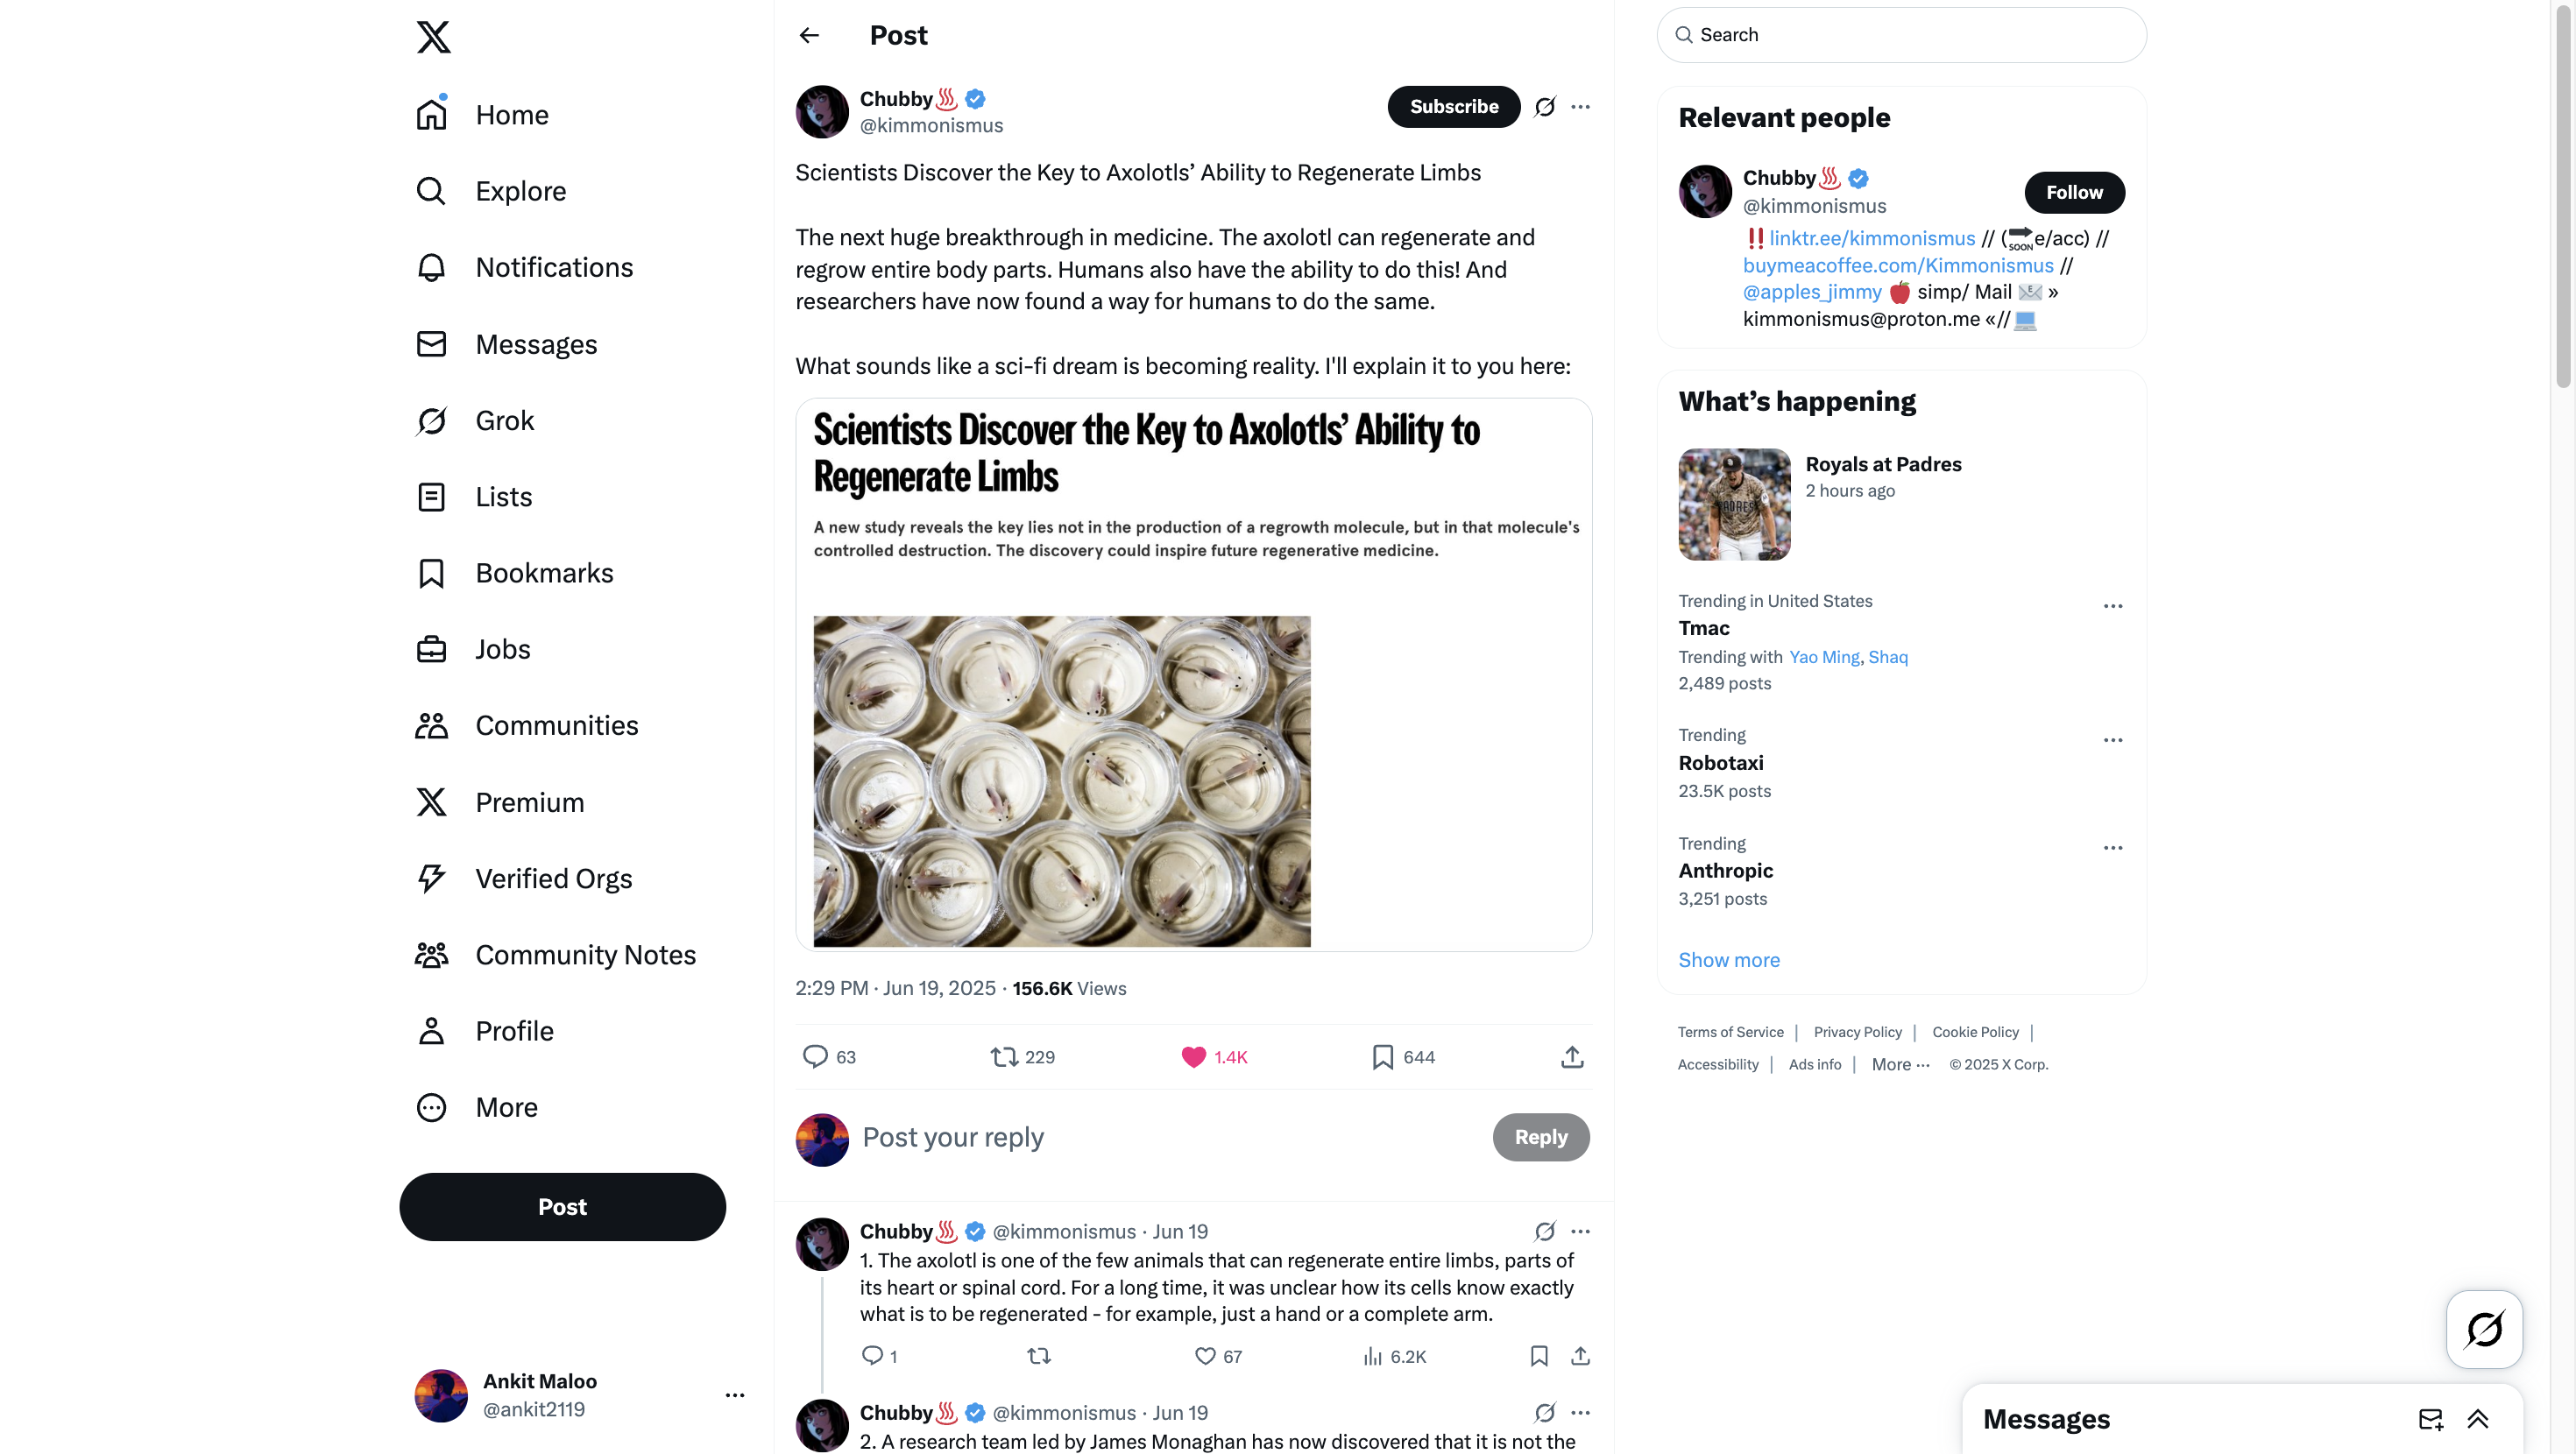 Home
Explore
Notifications
Messages
Grok
Lists
Bookmarks
Jobs
Communities
Premium
Verified Orgs
Community Notes
Profile
More
Post
Ankit Maloo
@ankit2119
Post
Chubby♨️
@kimmonismus
Subscribe
Scientists Discover the Key to Axolotls’ Ability to Regenerate Limbs
The next huge breakthrough in medicine. The axolotl can regenerate and
regrow entire body parts. Humans also have the ability to do this! And
researchers have now found a way for humans to do the same.
What sounds like a sci-fi dream is becoming reality. I'll explain it to you here:
Scientists Discover the Key to Axolotls’ Ability to
Regenerate Limbs
A new study reveals the key lies not in the production of a regrowth molecule, but in that molecule's
controlled destruction. The discovery could inspire future regenerative medicine.
2:29 PM · Jun 19, 2025 · 156.6K Views
63 229 1.4K 644
Post your reply
Reply
Chubby♨️ @kimmonismus · Jun 19
1. The axolotl is one of the few animals that can regenerate entire limbs, parts of
its heart or spinal cord. For a long time, it was unclear how its cells know exactly
what is to be regenerated - for example, just a hand or a complete arm.
1 67 6.2K
Chubby♨️ @kimmonismus · Jun 19
2. A research team led by James Monaghan has now discovered that it is not the
Search
Relevant people
Chubby♨️
@kimmonismus
Follow
‼️linktr.ee/kimmonismus // (🔜e/acc) //
buymeacoffee.com/Kimmonismus //
@apples_jimmy 🍎 simp/ Mail 📧 »
kimmonismus@proton.me «//💻
What’s happening
Royals at Padres
2 hours ago
PADRES
Trending in United States
Tmac
Trending with Yao Ming, Shaq
2,489 posts
Trending
Robotaxi
23.5K posts
Trending
Anthropic
3,251 posts
Show more
Terms of Service | Privacy Policy | Cookie Policy |
Accessibility | Ads info | More ··· © 2025 X Corp.
Messages